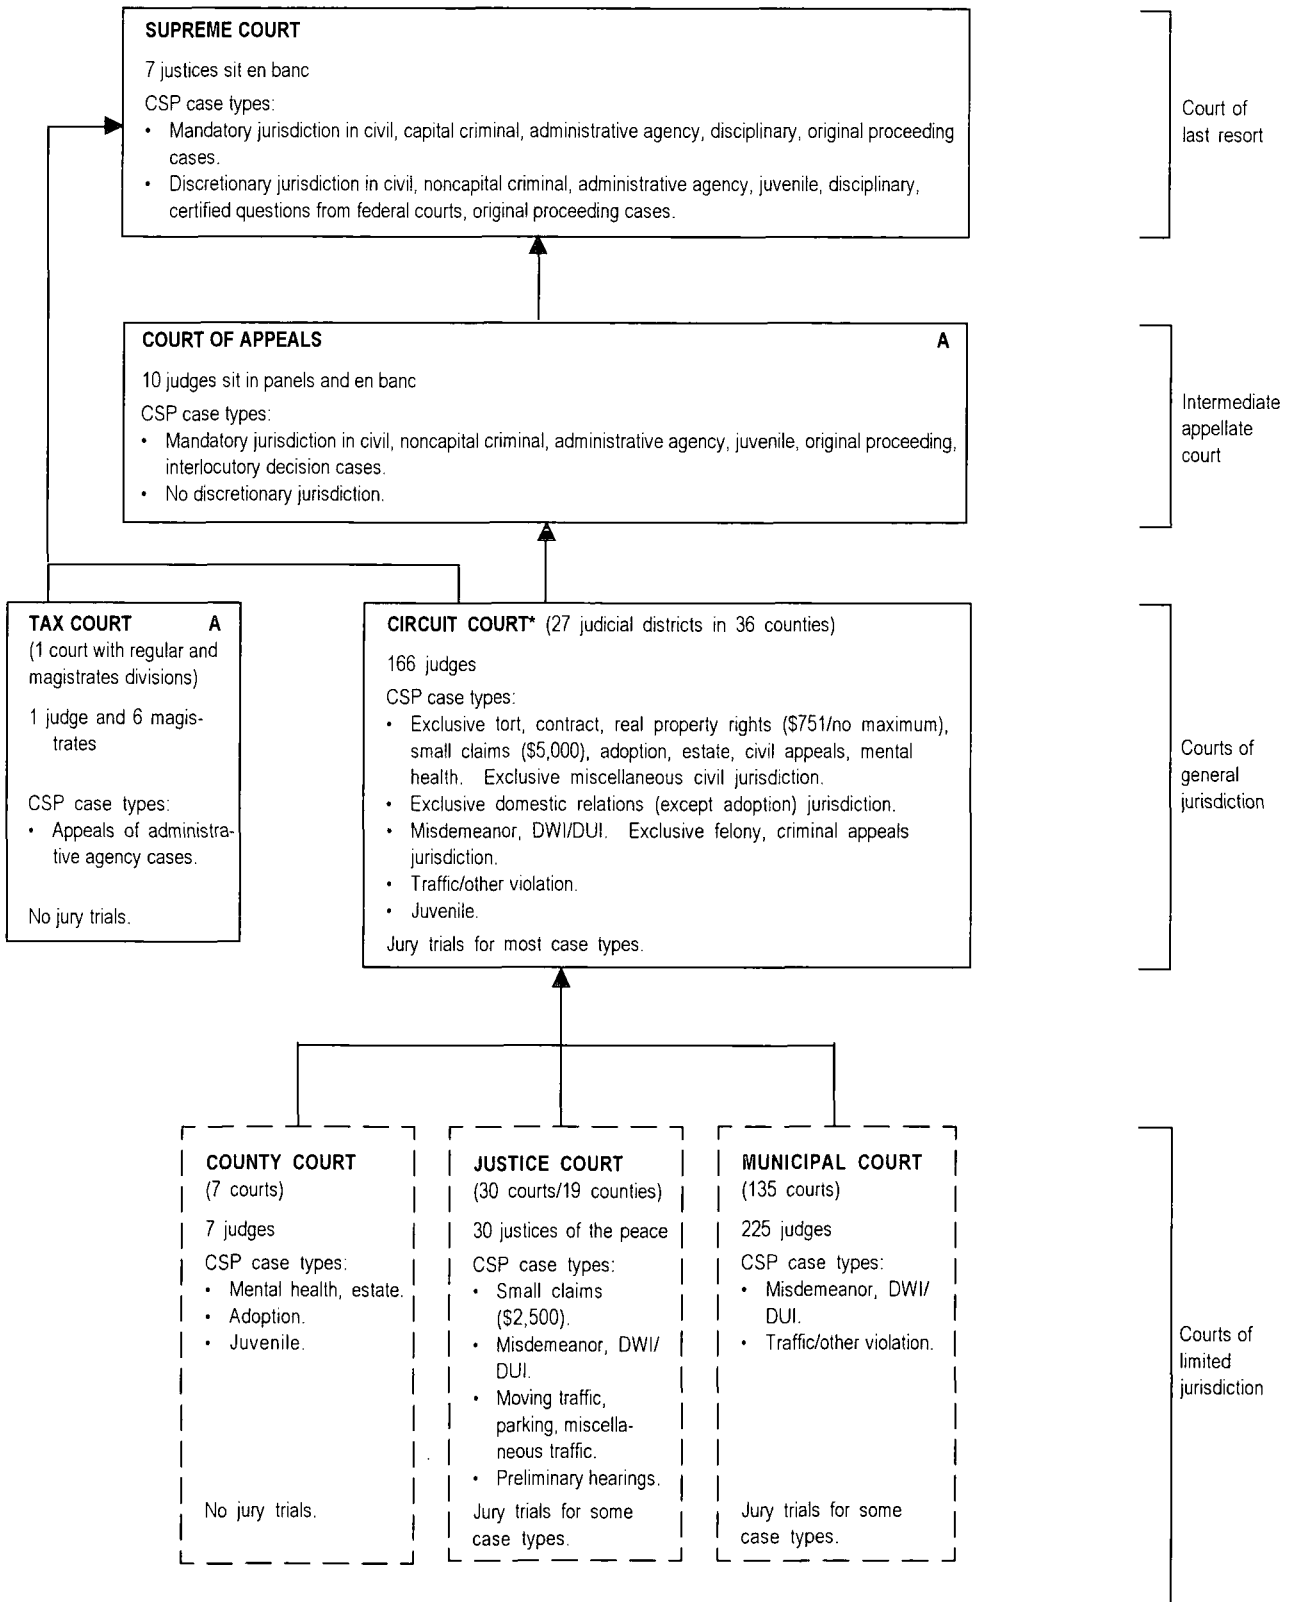 SUPREME COURT
7 justices sit en banc
CSP case types:
• Mandatory jurisdiction in civil, capital criminal, administrative agency, disciplinary, original proceeding
cases.
• Discretionary jurisdiction in civil, noncapital criminal, administrative agency, juvenile, disciplinary,
certified questions from federal courts, original proceeding cases.
Court of
last resort
COURT OF APPEALS A
10 judges sit in panels and en banc
CSP case types:
• Mandatory jurisdiction in civil, noncapital criminal, administrative agency, juvenile, original proceeding,
interlocutory decision cases.
• No discretionary jurisdiction.
Intermediate
appellate
court
TAX COURT A
(1 court with regular and
magistrates divisions)
1 judge and 6 magis-
trates
CSP case types:
• Appeals of administra-
tive agency cases.
No jury trials.
CIRCUIT COURT* (27 judicial districts in 36 counties)
166 judges
CSP case types:
• Exclusive tort, contract, real property rights ($751/no maximum),
small claims ($5,000), adoption, estate, civil appeals, mental
health. Exclusive miscellaneous civil jurisdiction.
• Exclusive domestic relations (except adoption) jurisdiction.
• Misdemeanor, DWI/DUI. Exclusive felony, criminal appeals
jurisdiction.
• Traffic/other violation.
• Juvenile.
Jury trials for most case types.
Courts of
general
jurisdiction
COUNTY COURT
(7 courts)
7 judges
CSP case types:
• Mental health, estate.
• Adoption.
• Juvenile.
No jury trials.
JUSTICE COURT
(30 courts/19 counties)
30 justices of the peace
CSP case types:
• Small claims
($2,500).
• Misdemeanor, DWI/
DUI.
• Moving traffic,
parking, miscella-
neous traffic.
• Preliminary hearings.
Jury trials for some
case types.
MUNICIPAL COURT
(135 courts)
225 judges
CSP case types:
• Misdemeanor, DWI/
DUI.
• Traffic/other violation.
Jury trials for some
case types.
Courts of
limited
jurisdiction